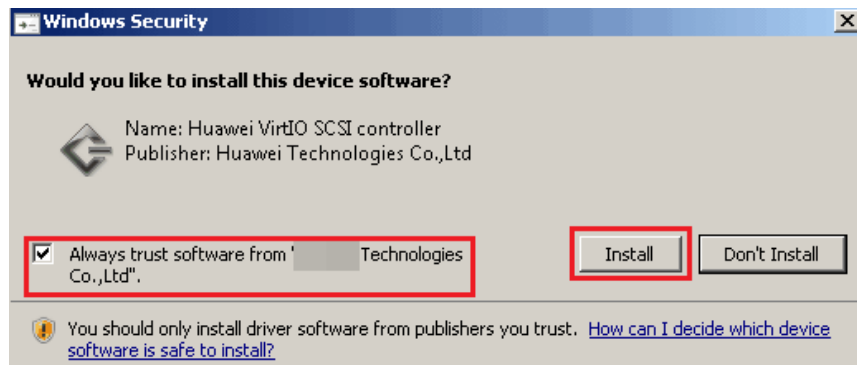 Windows Security
Would you like to install this device software?
Name: Huawei VirtIO SCSI controller
Publisher: Huawei Technologies Co.,Ltd
Always trust software from " Technologies
Co.,Ltd".
Install
Don't Install
You should only install driver software from publishers you trust. How can I decide which device
software is safe to install?